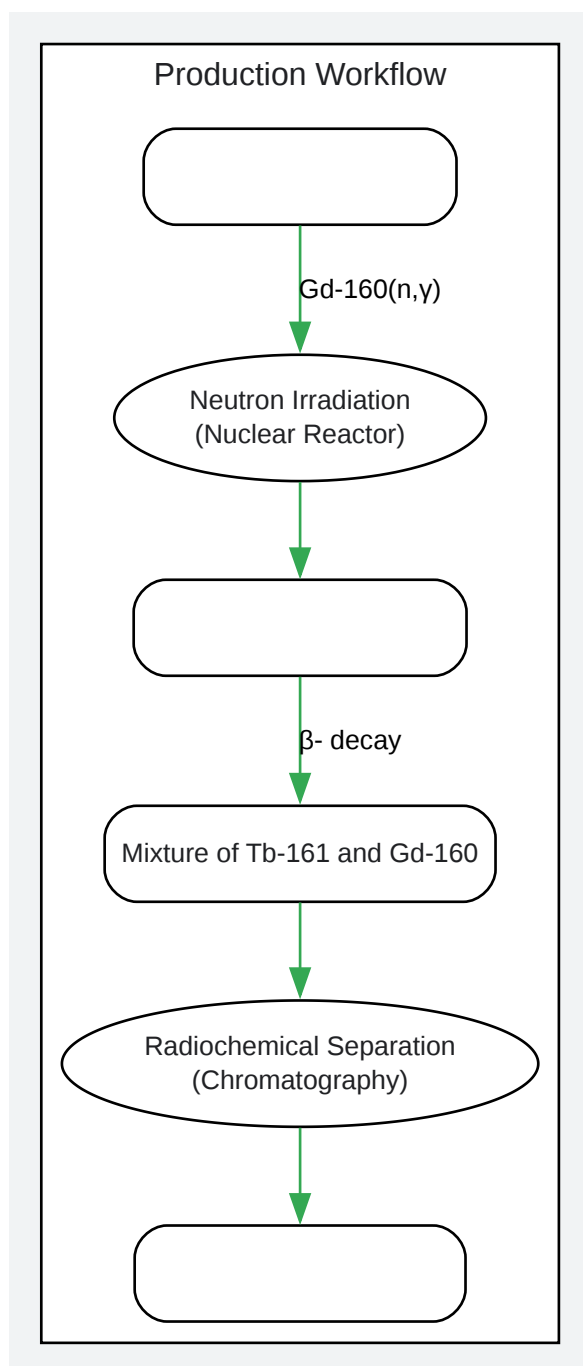 Production Workflow
Gd-160(n,γ)
Neutron Irradiation
(Nuclear Reactor)
β- decay
Mixture of Tb-161 and Gd-160
Radiochemical Separation
(Chromatography)